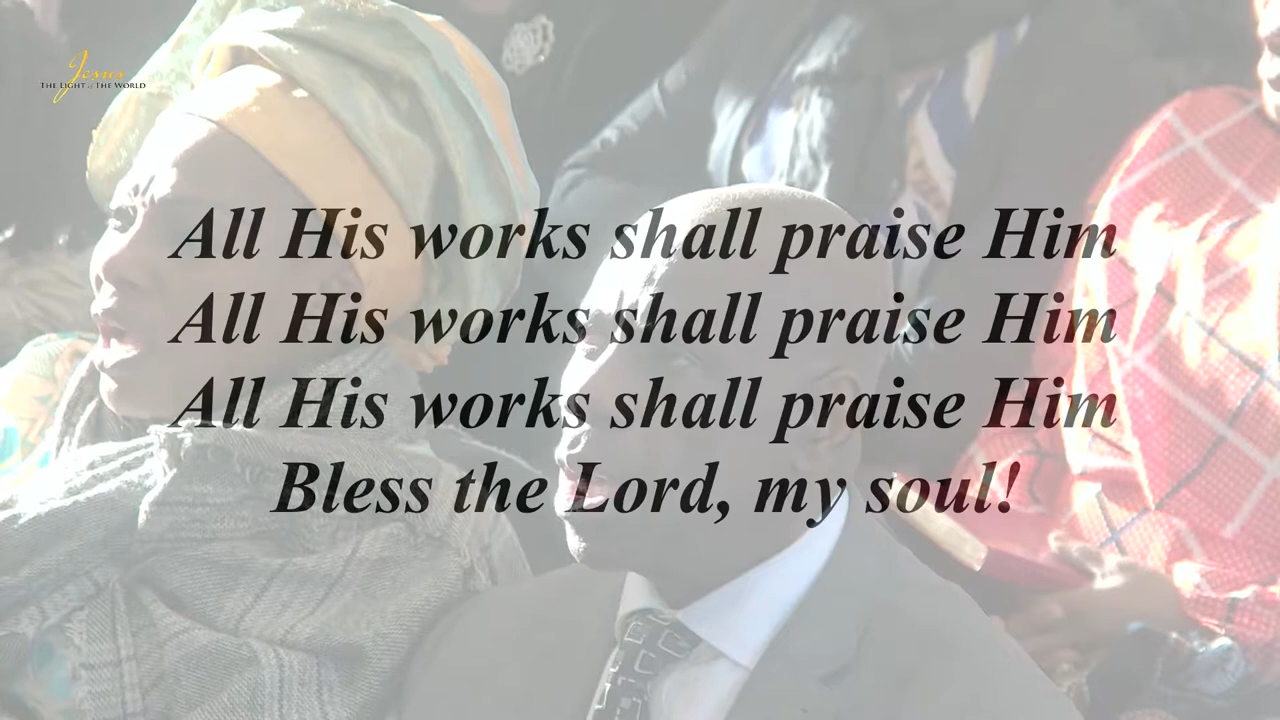 Jesus
THE LIGHT of THE WORLD
All His works shall praise Him
All His works shall praise Him
All His works shall praise Him
Bless the Lord, my soul!